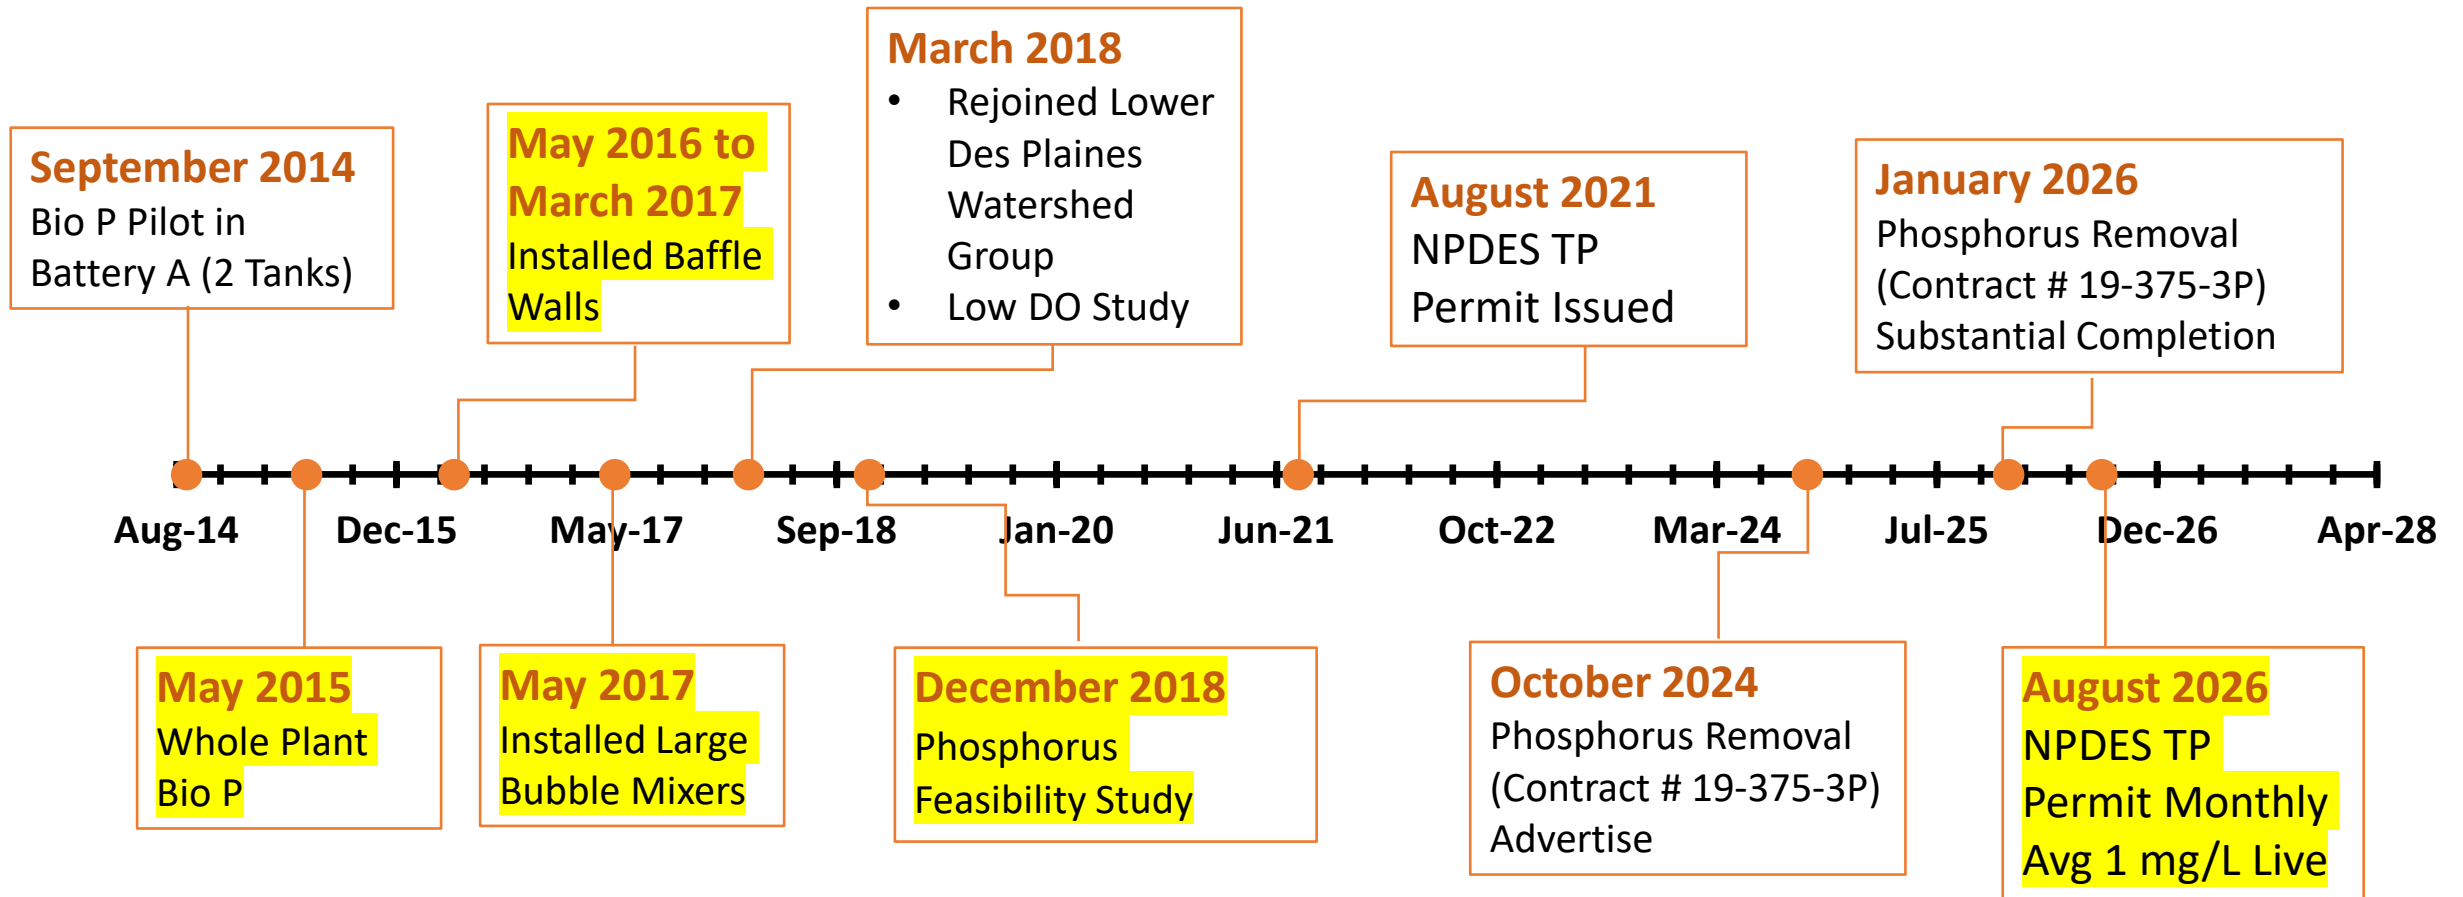 September 2014
Bio P Pilot in
Battery A (2 Tanks)
May 2016 to
March 2017
Installed Baffle
Walls
March 2018
• Rejoined Lower
Des Plaines
Watershed
Group
• Low DO Study
August 2021
NPDES TP
Permit Issued
January 2026
Phosphorus Removal
(Contract # 19-375-3P)
Substantial Completion
Aug-14
Dec-15
May-17
Sep-18
Jan-20
Jun-21
Oct-22
Mar-24
Jul-25
Dec-26
Apr-28
May 2015
Whole Plant
Bio P
May 2017
Installed Large
Bubble Mixers
December 2018
Phosphorus
Feasibility Study
October 2024
Phosphorus Removal
(Contract # 19-375-3P)
Advertise
August 2026
NPDES TP
Permit Monthly
Avg 1 mg/L Live